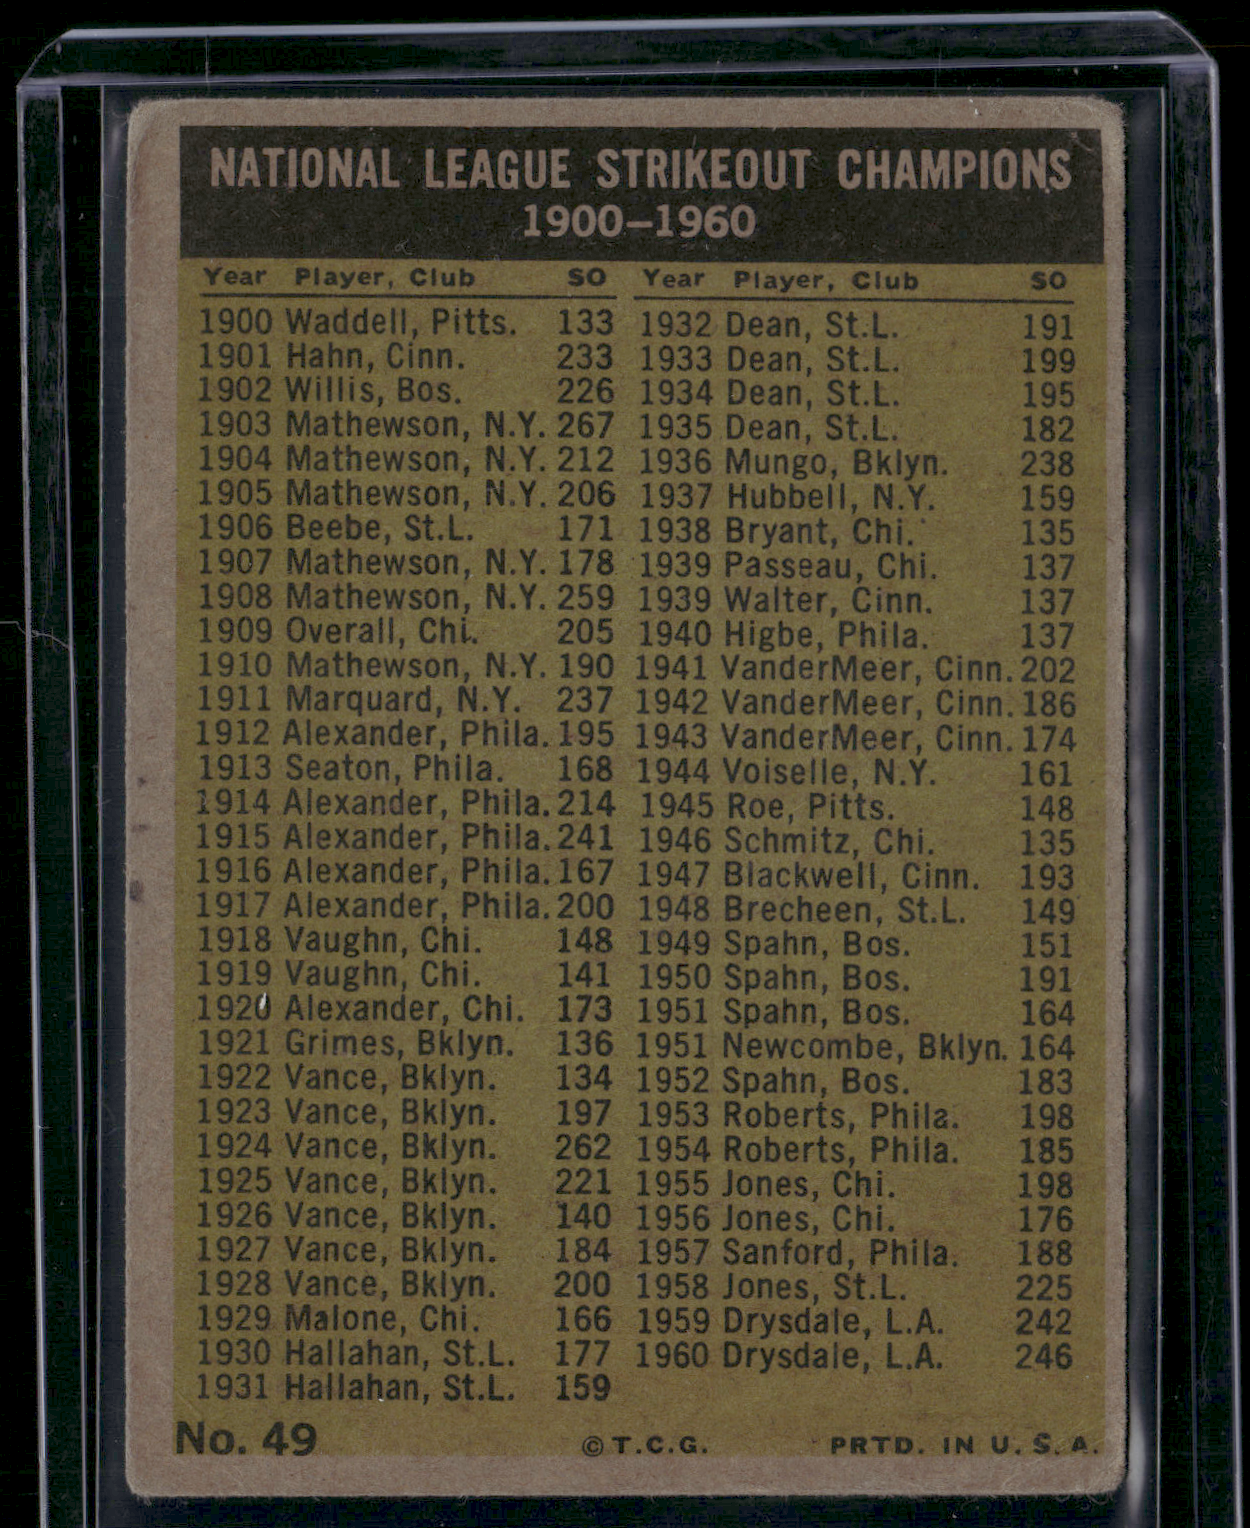 NATIONAL LEAGUE STRIKEOUT CHAMPIONS
1900–1960
Year Player, Club SO
1900 Waddell, Pitts. 133
1901 Hahn, Cinn. 233
1902 Willis, Bos. 226
1903 Mathewson, N.Y. 267
1904 Mathewson, N.Y. 212
1905 Mathewson, N.Y. 206
1906 Beebe, St.L. 171
1907 Mathewson, N.Y. 178
1908 Mathewson, N.Y. 259
1909 Overall, Chi. 205
1910 Mathewson, N.Y. 190
1911 Marquard, N.Y. 237
1912 Alexander, Phila. 195
1913 Seaton, Phila. 168
1914 Alexander, Phila. 214
1915 Alexander, Phila. 241
1916 Alexander, Phila. 167
1917 Alexander, Phila. 200
1918 Vaughn, Chi. 148
1919 Vaughn, Chi. 141
1920 Alexander, Chi. 173
1921 Grimes, Bklyn. 136
1922 Vance, Bklyn. 134
1923 Vance, Bklyn. 197
1924 Vance, Bklyn. 262
1925 Vance, Bklyn. 221
1926 Vance, Bklyn. 140
1927 Vance, Bklyn. 184
1928 Vance, Bklyn. 200
1929 Malone, Chi. 166
1930 Hallahan, St.L. 177
1931 Hallahan, St.L. 159
Year Player, Club SO
1932 Dean, St.L. 191
1933 Dean, St.L. 199
1934 Dean, St.L. 195
1935 Dean, St.L. 182
1936 Mungo, Bklyn. 238
1937 Hubbell, N.Y. 159
1938 Bryant, Chi. 135
1939 Passeau, Chi. 137
1939 Walter, Cinn. 137
1940 Higbe, Phila. 137
1941 VanderMeer, Cinn. 202
1942 VanderMeer, Cinn. 186
1943 VanderMeer, Cinn. 174
1944 Voiselle, N.Y. 161
1945 Roe, Pitts. 148
1946 Schmitz, Chi. 135
1947 Blackwell, Cinn. 193
1948 Brecheen, St.L. 149
1949 Spahn, Bos. 151
1950 Spahn, Bos. 191
1951 Spahn, Bos. 164
1951 Newcombe, Bklyn. 164
1952 Spahn, Bos. 183
1953 Roberts, Phila. 198
1954 Roberts, Phila. 185
1955 Jones, Chi. 198
1956 Jones, Chi. 176
1957 Sanford, Phila. 188
1958 Jones, St.L. 225
1959 Drysdale, L.A. 242
1960 Drysdale, L.A. 246
No. 49 © T.C.G. PRTD. IN U. S. A.